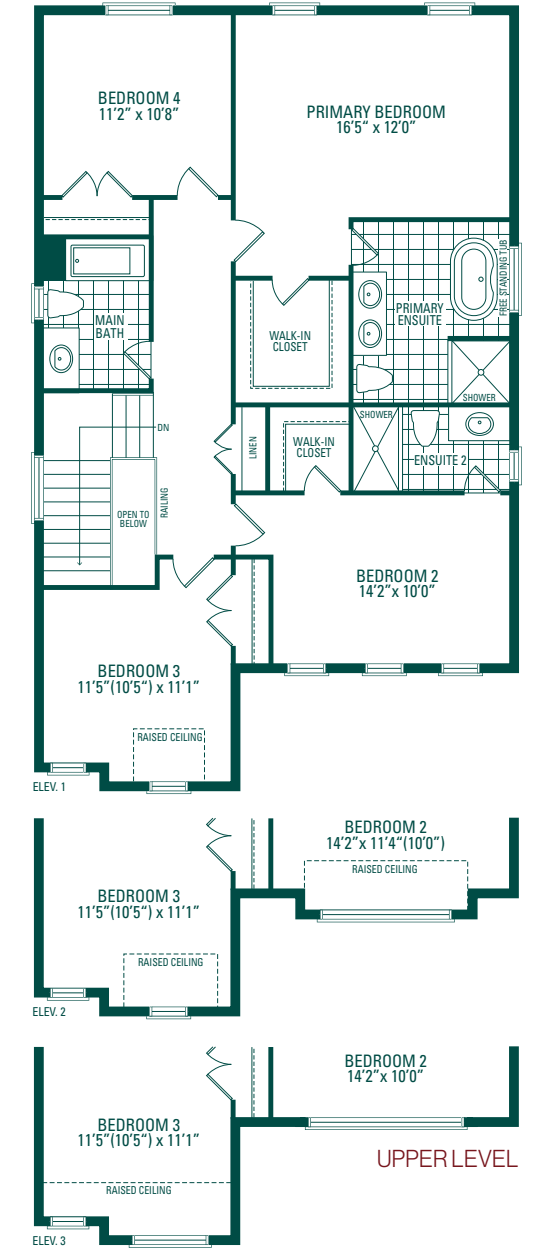 BEDROOM 4
11’2” x 10’8”
PRIMARY BEDROOM
16’5“ x 12’0”
MAIN
BATH
WALK-IN
CLOSET
PRIMARY
ENSUITE
FREE STANDING TUB
SHOWER
DN
OPEN TO
BELOW
RAILING
LINEN
WALK-IN
CLOSET
SHOWER
ENSUITE 2
BEDROOM 2
14’2”x 10’0”
BEDROOM 3
11’5”(10’5“) x 11’1”
RAISED CEILING
ELEV. 1
BEDROOM 2
14’2”x 11’4“(10’0”)
RAISED CEILING
BEDROOM 3
11’5”(10’5“) x 11’1”
RAISED CEILING
ELEV. 2
BEDROOM 2
14’2”x 10’0”
BEDROOM 3
11’5”(10’5“) x 11’1”
UPPER LEVEL
RAISED CEILING
ELEV. 3